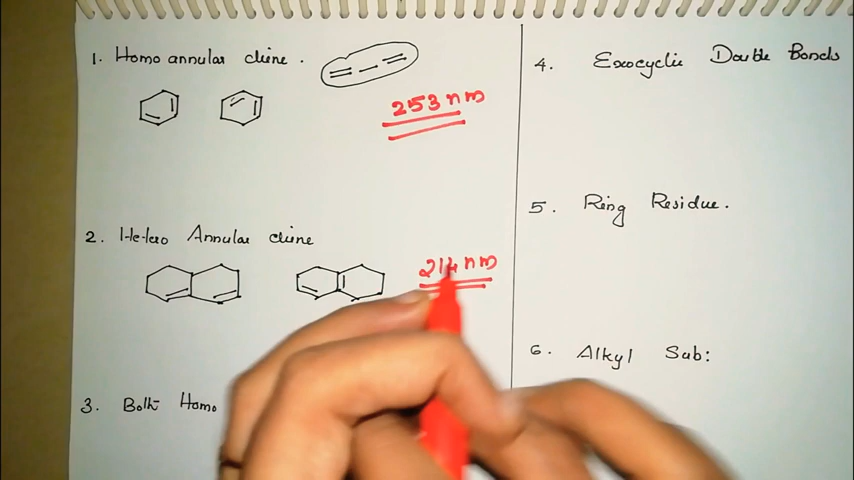 1. Homo annular diene.
253 nm
2. Hetero Annular diene
214 nm
3. Both Homo
4. Exocyclic Double Bonds
5. Ring Residue.
6. Alkyl Sub: